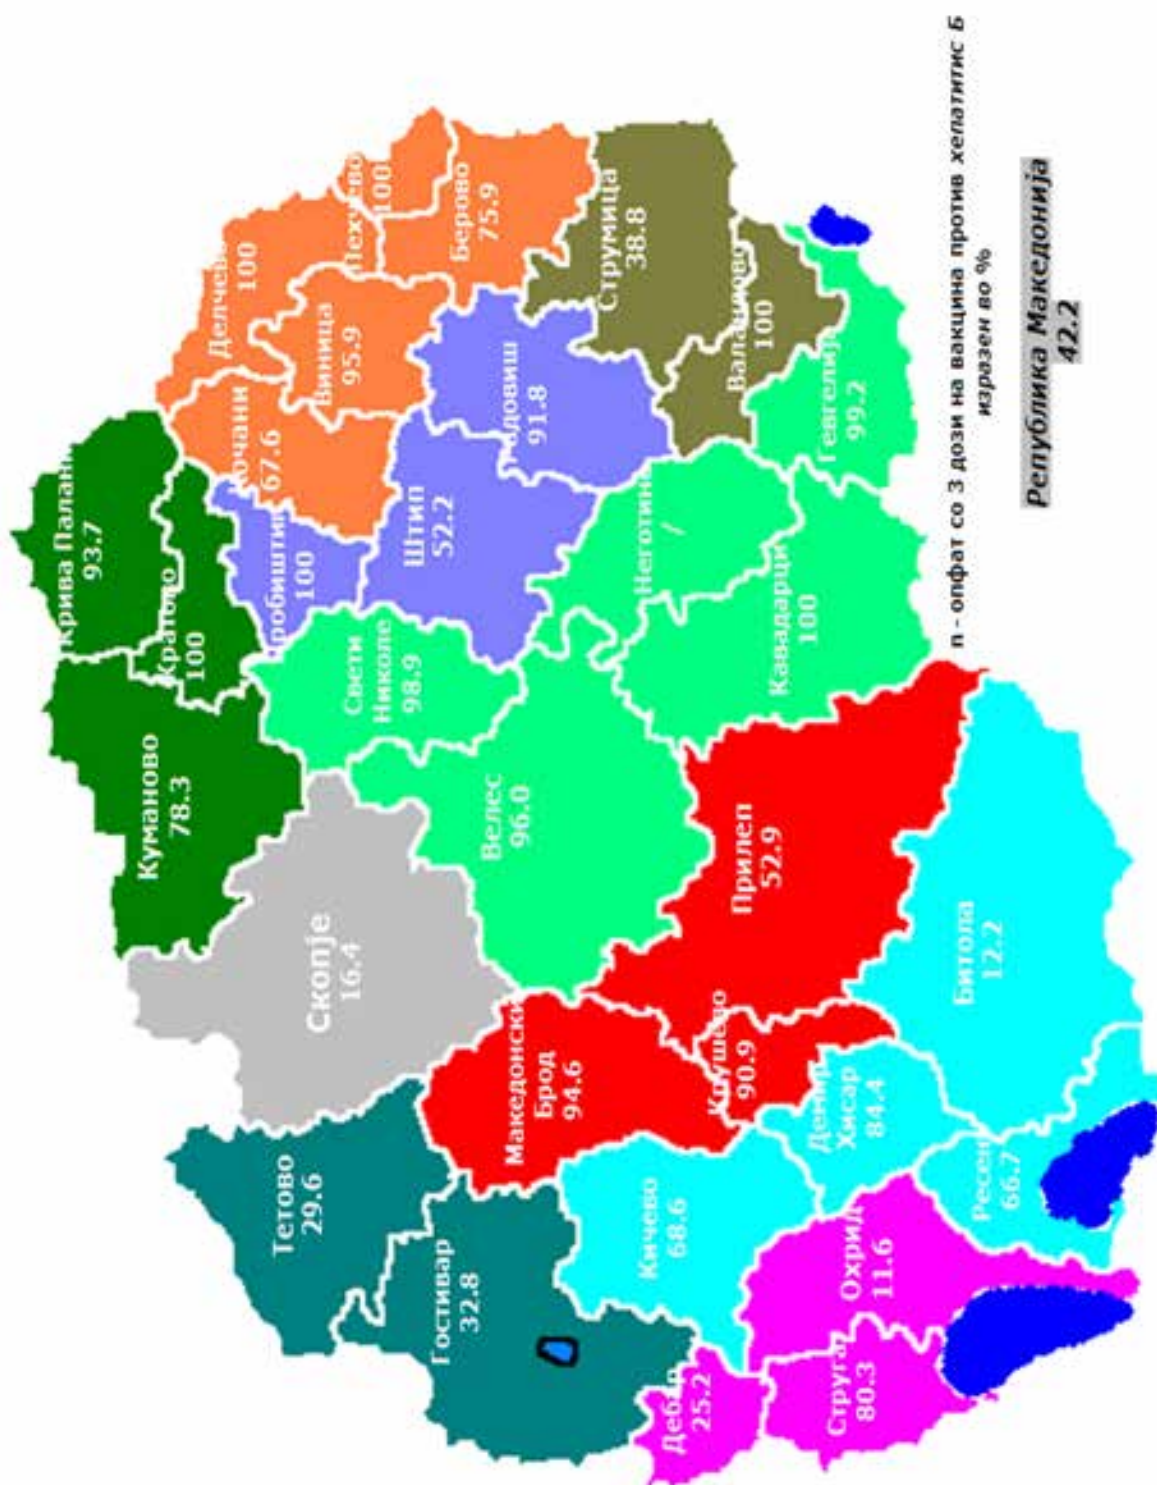 Крива Палан
93.7
Кратово
100
Куманово
78.3
Делчево
100
Пехчево
100
Берово
75.9
Виница
95.9
очани
67.6
робиштип
100
Штип
52.2
одовиш
91.8
Струмица
38.8
Валандово
100
Гевгелија
99.2
Неготино
/
Кавадарци
100
Свети
Николе
98.9
Велес
96.0
Скопје
16.4
Тетово
29.6
Гостивар
32.8
Македонски
Брод
94.6
Крушево
90.9
Прилеп
52.9
Битола
12.2
Демир
Хисар
84.4
Кичево
68.6
Ресен
66.7
Охрид
11.6
Струга
80.3
Дебар
25.2
n - опфат со 3 дози на вакцина против хепатитис Б
изразен во %
Република Македонија
42.2